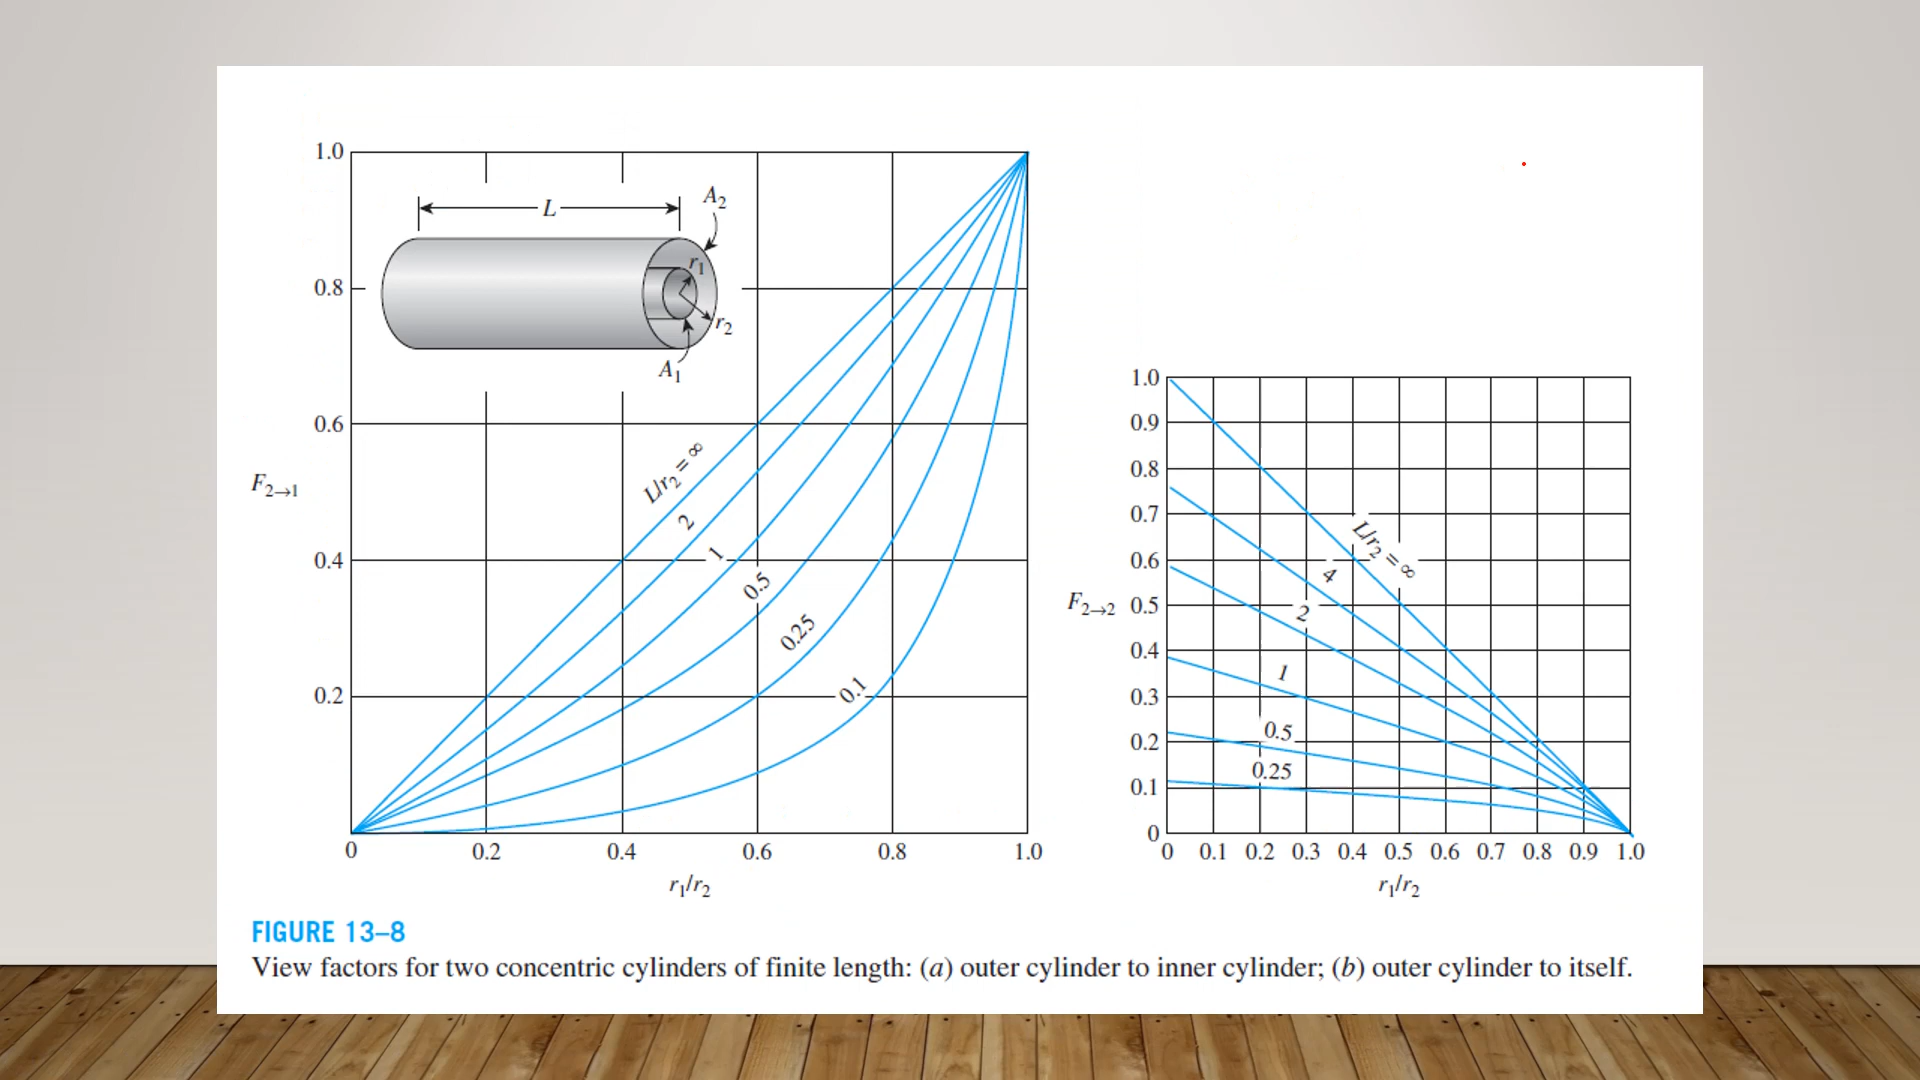 1.0
0.8
0.6
0.4
0.2
F2→1
L
A2
r1
r2
A1
L/r2 = ∞
2
1
0.5
0.25
0.1
0 0.2 0.4 0.6 0.8 1.0
r1/r2
1.0
0.9
0.8
0.7
0.6
0.5
0.4
0.3
0.2
0.1
0
F2→2
L/r2 = ∞
4
2
1
0.5
0.25
0 0.1 0.2 0.3 0.4 0.5 0.6 0.7 0.8 0.9 1.0
r1/r2
FIGURE 13–8
View factors for two concentric cylinders of finite length: (a) outer cylinder to inner cylinder; (b) outer cylinder to itself.